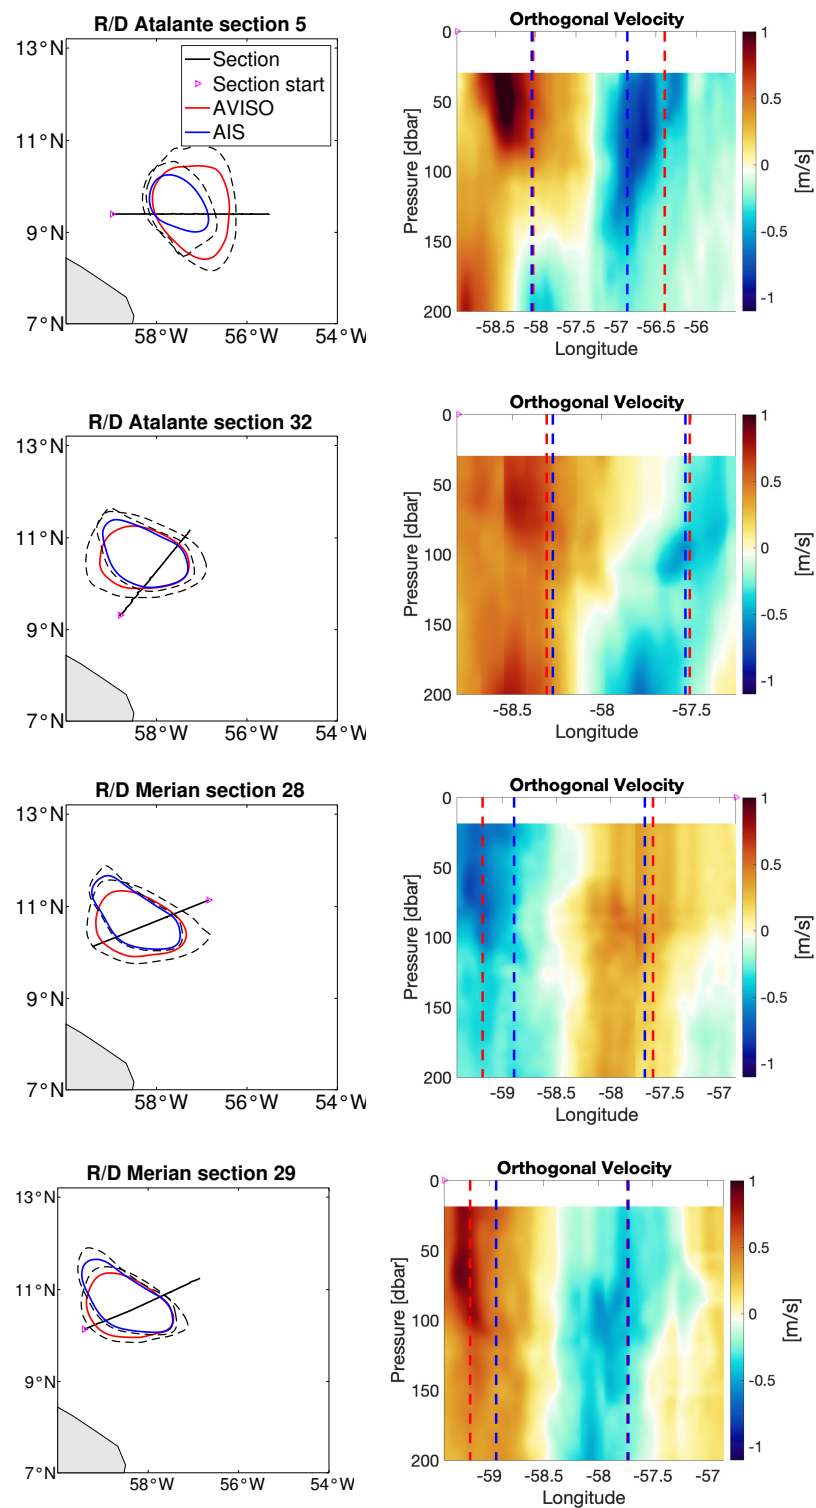 R/D Atalante section 5
13°N
11°N
9°N
7°N
58°W
56°W
54°W
Section
Section start
AVISO
AIS
Orthogonal Velocity
0
50
100
150
200
Pressure [dbar]
-58.5
-58
-57.5
-57
-56.5
-56
Longitude
1
0.5
0
-0.5
-1
[m/s]
R/D Atalante section 32
13°N
11°N
9°N
7°N
58°W
56°W
54°W
Orthogonal Velocity
0
50
100
150
200
Pressure [dbar]
-58.5
-58
-57.5
Longitude
1
0.5
0
-0.5
-1
[m/s]
R/D Merian section 28
13°N
11°N
9°N
7°N
58°W
56°W
54°W
Orthogonal Velocity
0
50
100
150
200
Pressure [dbar]
-59
-58.5
-58
-57.5
-57
Longitude
1
0.5
0
-0.5
-1
[m/s]
R/D Merian section 29
13°N
11°N
9°N
7°N
58°W
56°W
54°W
Orthogonal Velocity
0
50
100
150
200
Pressure [dbar]
-59
-58.5
-58
-57.5
-57
Longitude
1
0.5
0
-0.5
-1
[m/s]